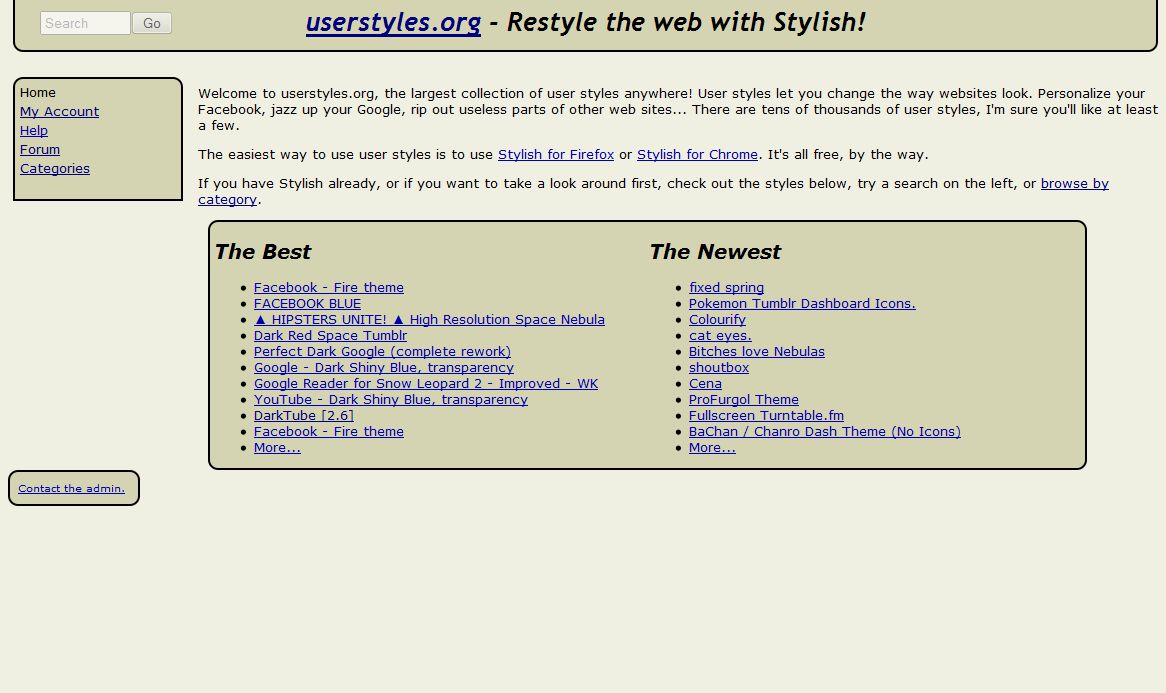 Search Go
userstyles.org - Restyle the web with Stylish!
Home
My Account
Help
Forum
Categories
Welcome to userstyles.org, the largest collection of user styles anywhere! User styles let you change the way websites look. Personalize your
Facebook, jazz up your Google, rip out useless parts of other web sites... There are tens of thousands of user styles, I'm sure you'll like at least
a few.
The easiest way to use user styles is to use Stylish for Firefox or Stylish for Chrome. It's all free, by the way.
If you have Stylish already, or if you want to take a look around first, check out the styles below, try a search on the left, or browse by
category.
The Best
Facebook - Fire theme
FACEBOOK BLUE
▲ HIPSTERS UNITE! ▲ High Resolution Space Nebula
Dark Red Space Tumblr
Perfect Dark Google (complete rework)
Google - Dark Shiny Blue, transparency
Google Reader for Snow Leopard 2 - Improved - WK
YouTube - Dark Shiny Blue, transparency
DarkTube [2.6]
Facebook - Fire theme
More...
The Newest
fixed spring
Pokemon Tumblr Dashboard Icons.
Colourify
cat eyes.
Bitches love Nebulas
shoutbox
Cena
ProFurgol Theme
Fullscreen Turntable.fm
BaChan / Chanro Dash Theme (No Icons)
More...
Contact the admin.